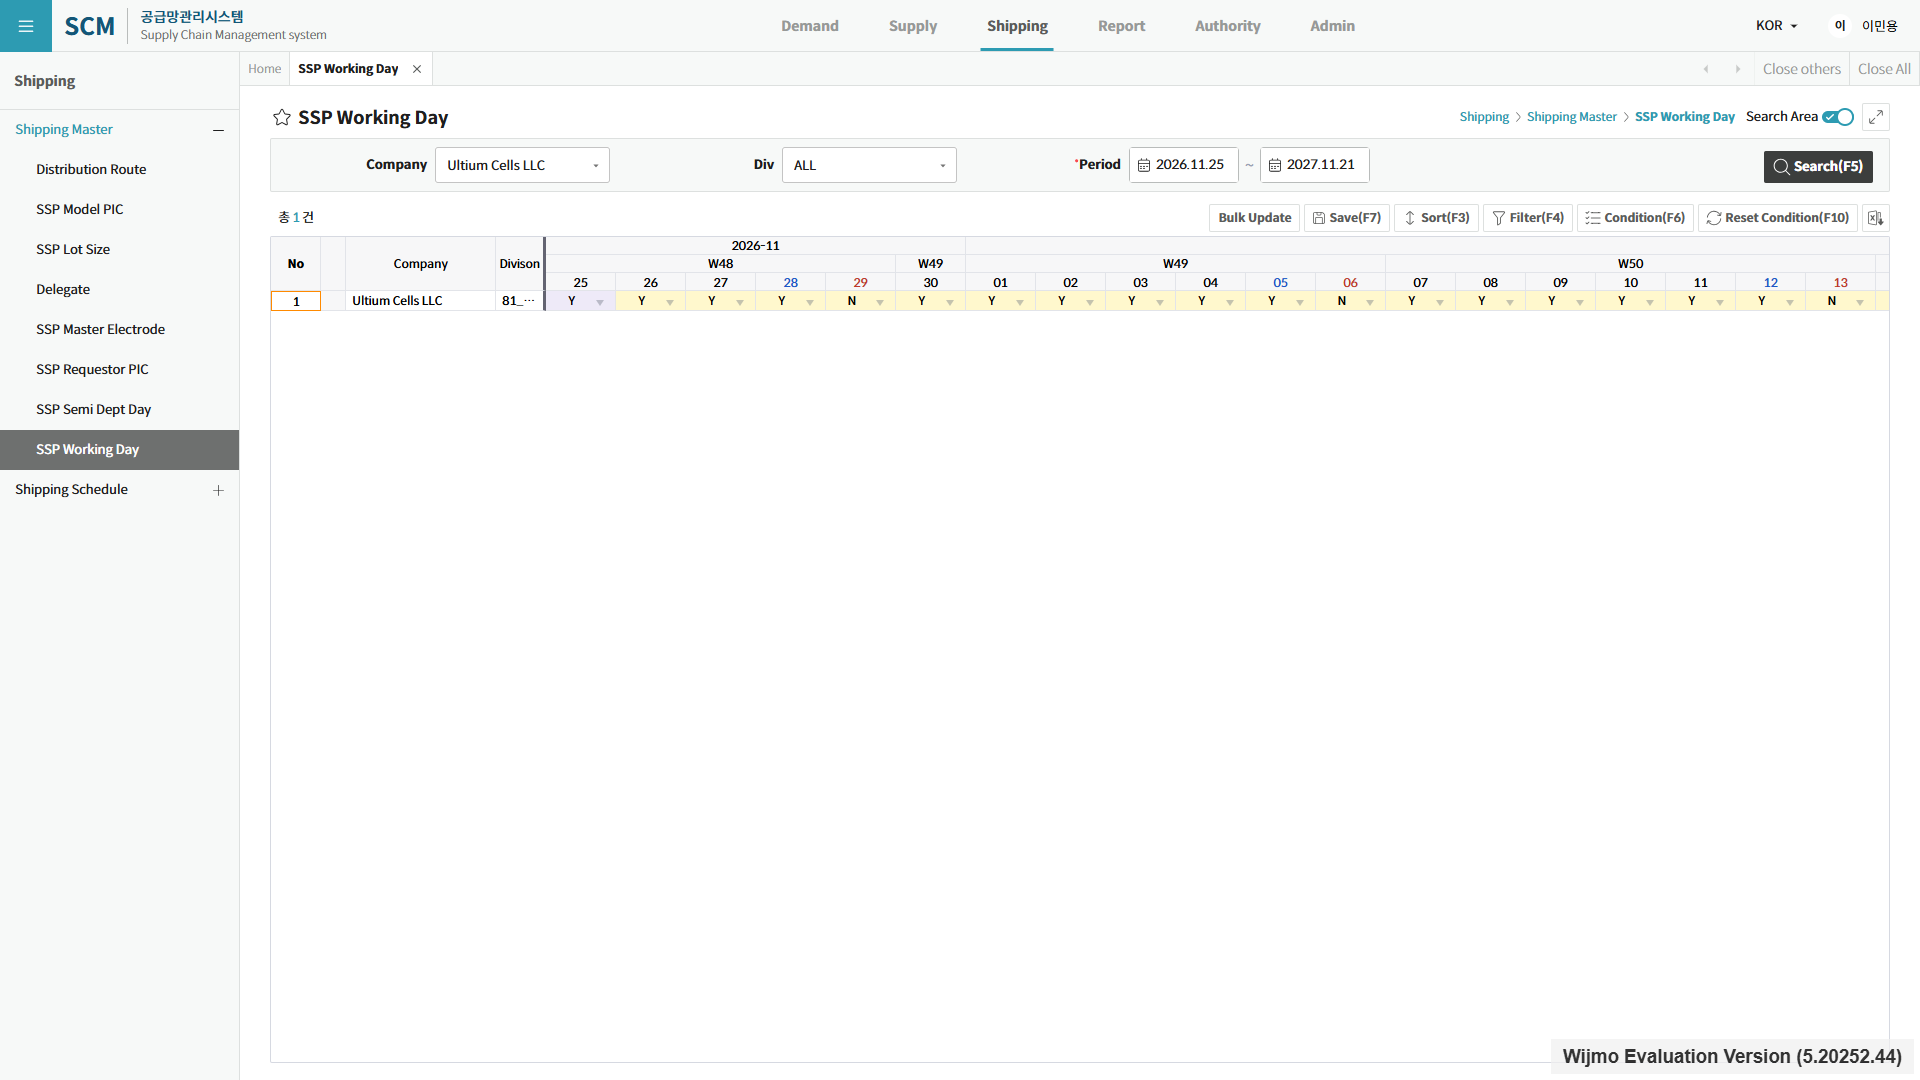 SCM
공급망관리시스템
Supply Chain Management system
Demand Supply Shipping Report Authority Admin
KOR 이 이민용
Shipping
Home SSP Working Day
Close others Close All
Shipping Master
Distribution Route
SSP Model PIC
SSP Lot Size
Delegate
SSP Master Electrode
SSP Requestor PIC
SSP Semi Dept Day
SSP Working Day
Shipping Schedule
SSP Working Day
Shipping > Shipping Master > SSP Working Day Search Area
Company Ultium Cells LLC Div ALL *Period 2026.11.25 ~ 2027.11.21 Search(F5)
총 1 건
Bulk Update Save(F7) Sort(F3) Filter(F4) Condition(F6) Reset Condition(F10)
No Company Divison
2026-11
W48 W49 W49 W50
25 26 27 28 29 30 01 02 03 04 05 06 07 08 09 10 11 12 13
1 Ultium Cells LLC 81_... Y Y Y Y N Y Y Y Y Y Y N Y Y Y Y Y Y N
Wijmo Evaluation Version (5.20252.44)